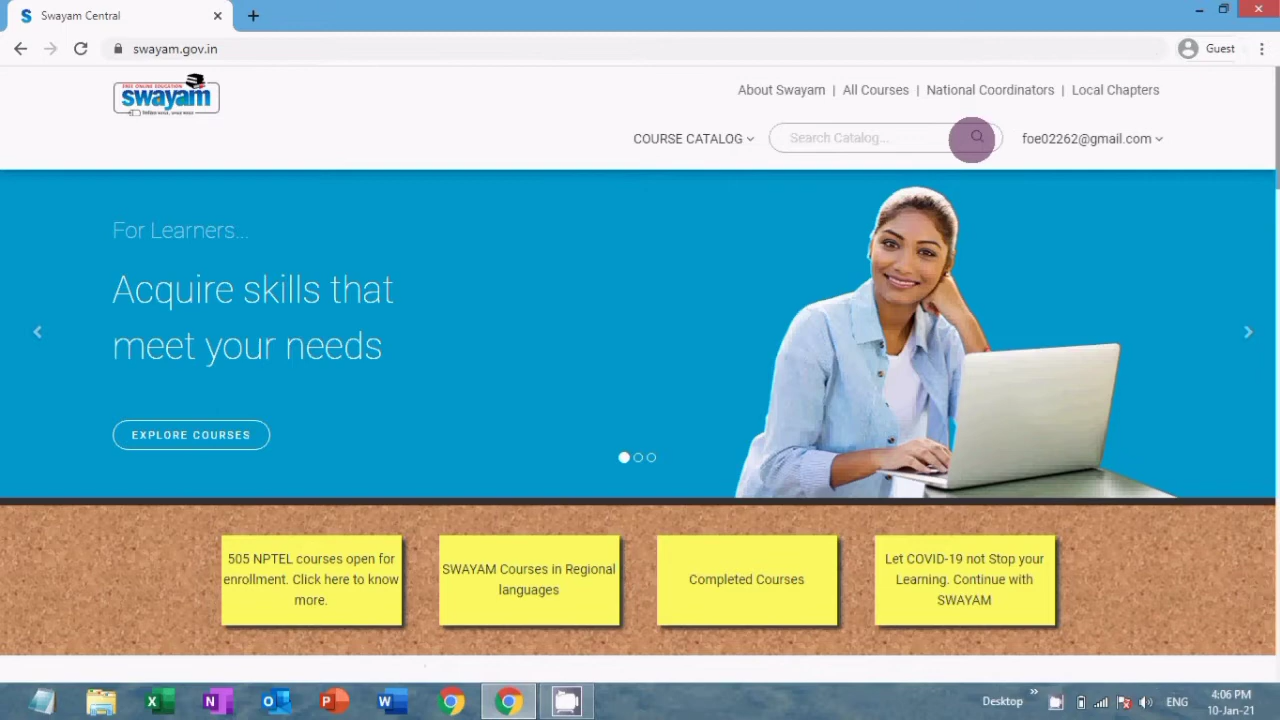 Swayam Central
swayam.gov.in
Guest
FREE ONLINE EDUCATION
swayam
About Swayam | All Courses | National Coordinators | Local Chapters
COURSE CATALOG
Search Catalog...
foe02262@gmail.com
For Learners...
Acquire skills that
meet your needs
EXPLORE COURSES
505 NPTEL courses open for
enrollment. Click here to know
more.
SWAYAM Courses in Regional
languages
Completed Courses
Let COVID-19 not Stop your
Learning. Continue with
SWAYAM
Desktop
ENG
4:06 PM
10-Jan-21